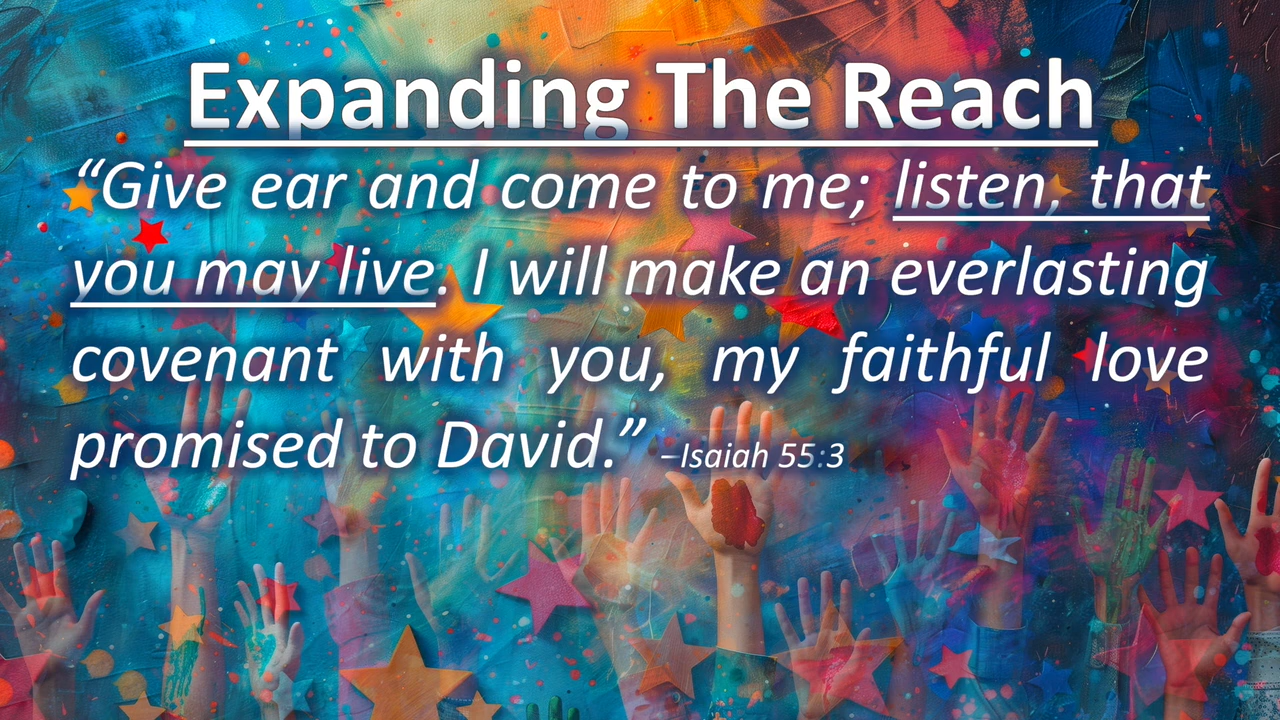 Expanding The Reach
“Give ear and come to me; listen, that
you may live. I will make an everlasting
covenant with you, my faithful love
promised to David.” –Isaiah 55:3